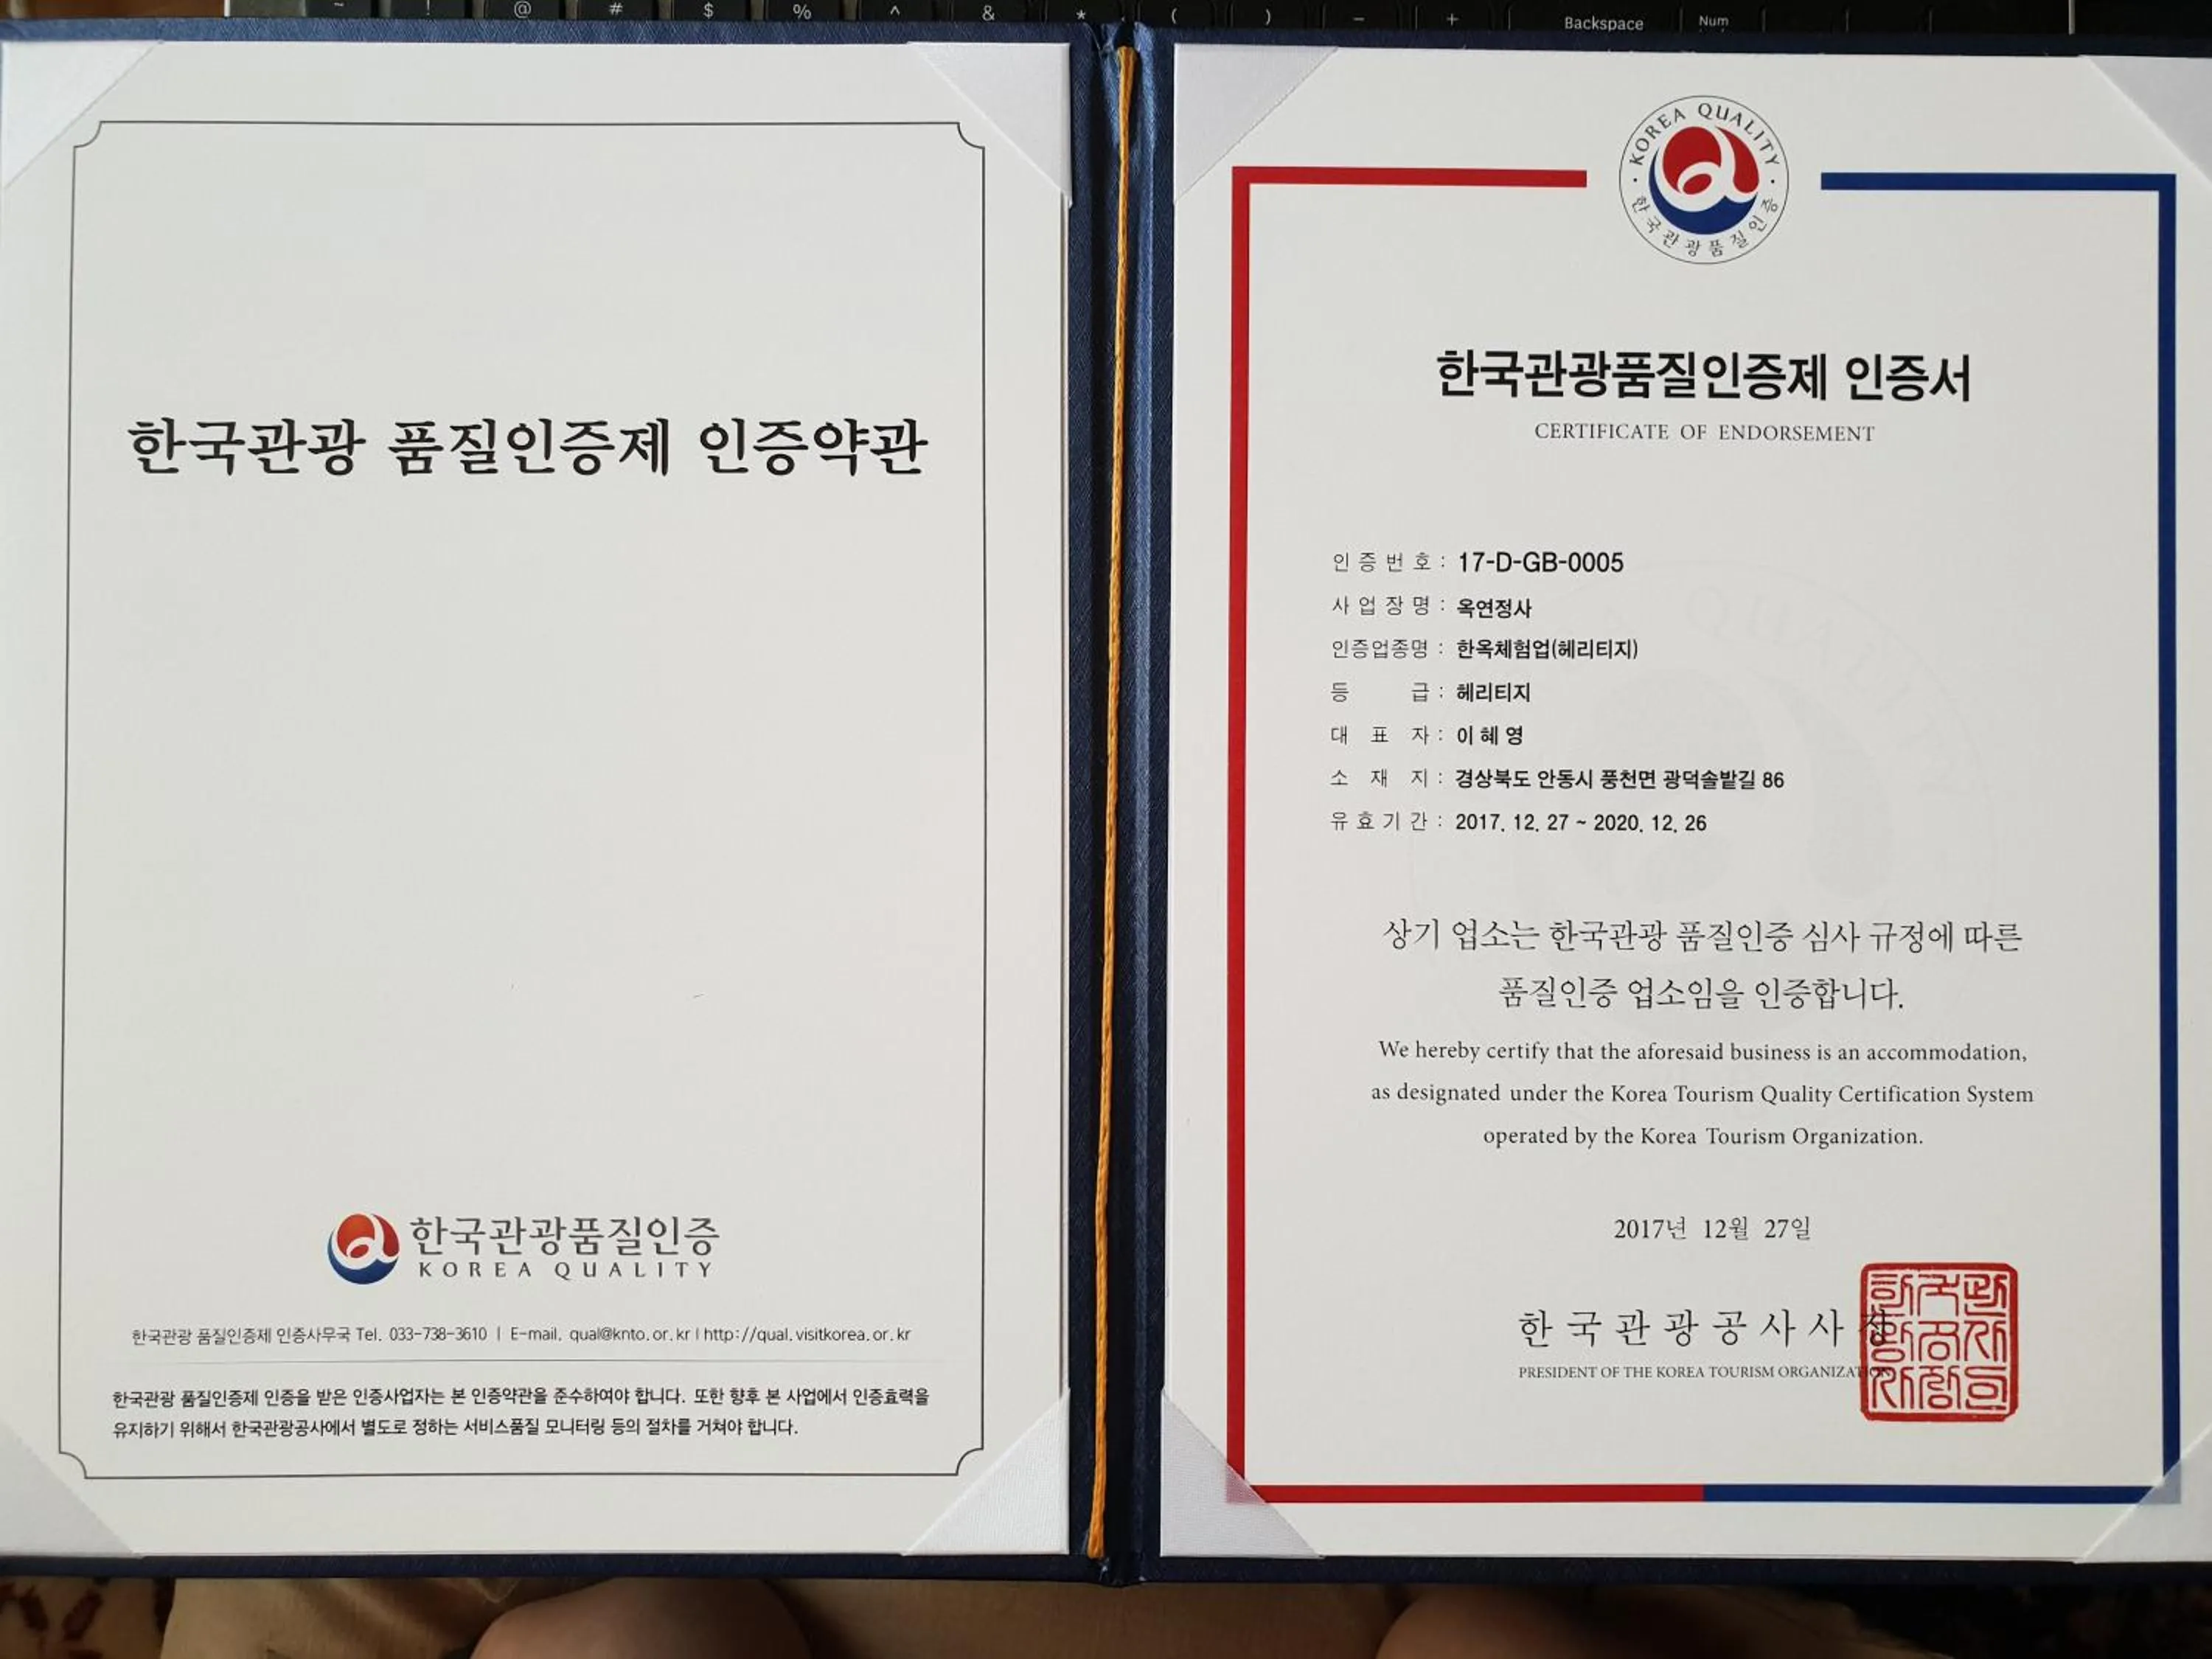 ~ ! @ # $ % ^ & * ( ) - + Backspace Num
한국관광 품질인증제 인증약관
한국관광품질인증
KOREA QUALITY
한국관광 품질인증제 인증사무국 Tel. 033-738-3610 | E-mail. qual@knto.or.kr | http://qual.visitkorea.or.kr
한국관광 품질인증제 인증을 받은 인증사업자는 본 인증약관을 준수하여야 합니다. 또한 향후 본 사업에서 인증효력을
유지하기 위해서 한국관광공사에서 별도로 정하는 서비스품질 모니터링 등의 절차를 거쳐야 합니다.
· KOREA QUALITY ·
한국관광품질인증
한국관광품질인증제 인증서
CERTIFICATE OF ENDORSEMENT
인증번호 : 17-D-GB-0005
사업장명 : 옥연정사
인증업종명 : 한옥체험업(헤리티지)
등 급 : 헤리티지
대 표 자 : 이 혜 영
소 재 지 : 경상북도 안동시 풍천면 광덕솔밭길 86
유효기간 : 2017. 12. 27 ~ 2020. 12. 26
상기 업소는 한국관광 품질인증 심사 규정에 따른
품질인증 업소임을 인증합니다.
We hereby certify that the aforesaid business is an accommodation,
as designated under the Korea Tourism Quality Certification System
operated by the Korea Tourism Organization.
2017년 12월 27일
한국관광공사사장
PRESIDENT OF THE KOREA TOURISM ORGANIZATION